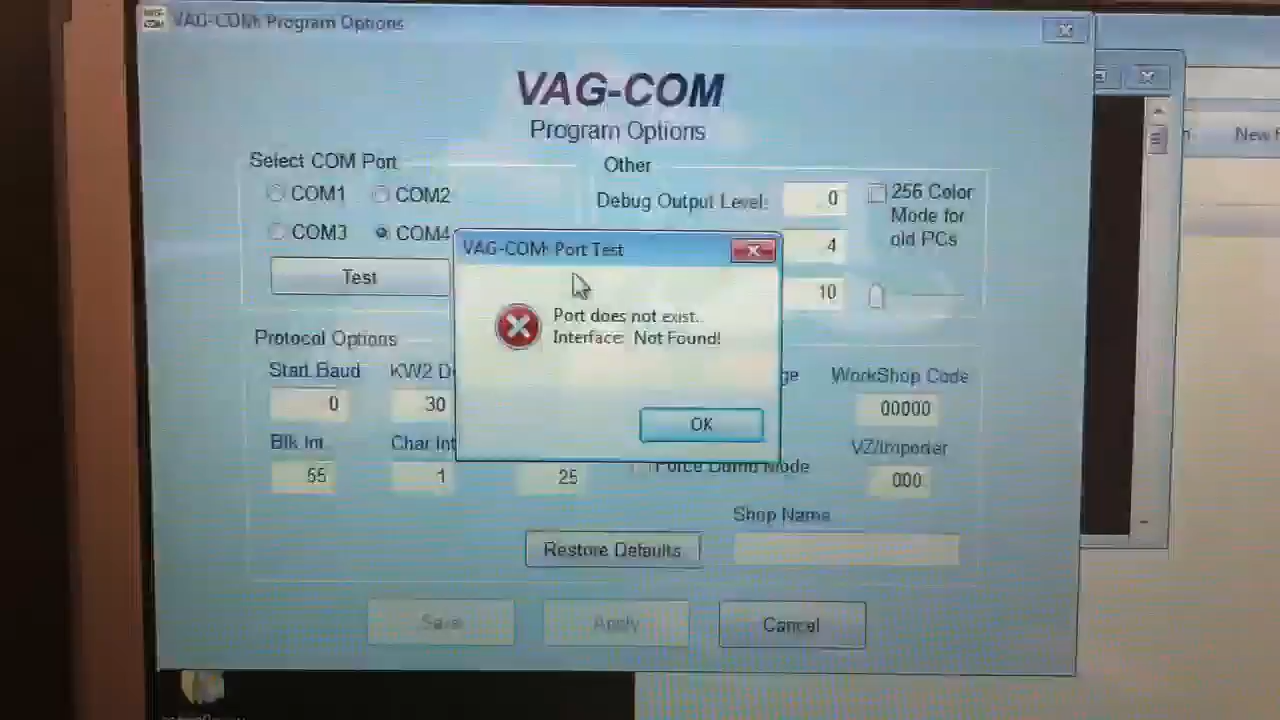 VAG-COM: Program Options
VAG-COM
Program Options
Select COM Port
COM1
COM2
COM3
COM4
Test
Other
Debug Output Level:
0
4
10
256 Color
Mode for
old PCs
VAG-COM: Port Test
Port does not exist..
Interface: Not Found!
OK
Protocol Options
Start Baud
KW2 D
0
30
Blk Int.
Char Int
55
1
25
Force Dumb Mode
WorkShop Code
00000
VZ/Importer
000
Shop Name
Restore Defaults
Save
Apply
Cancel
New f